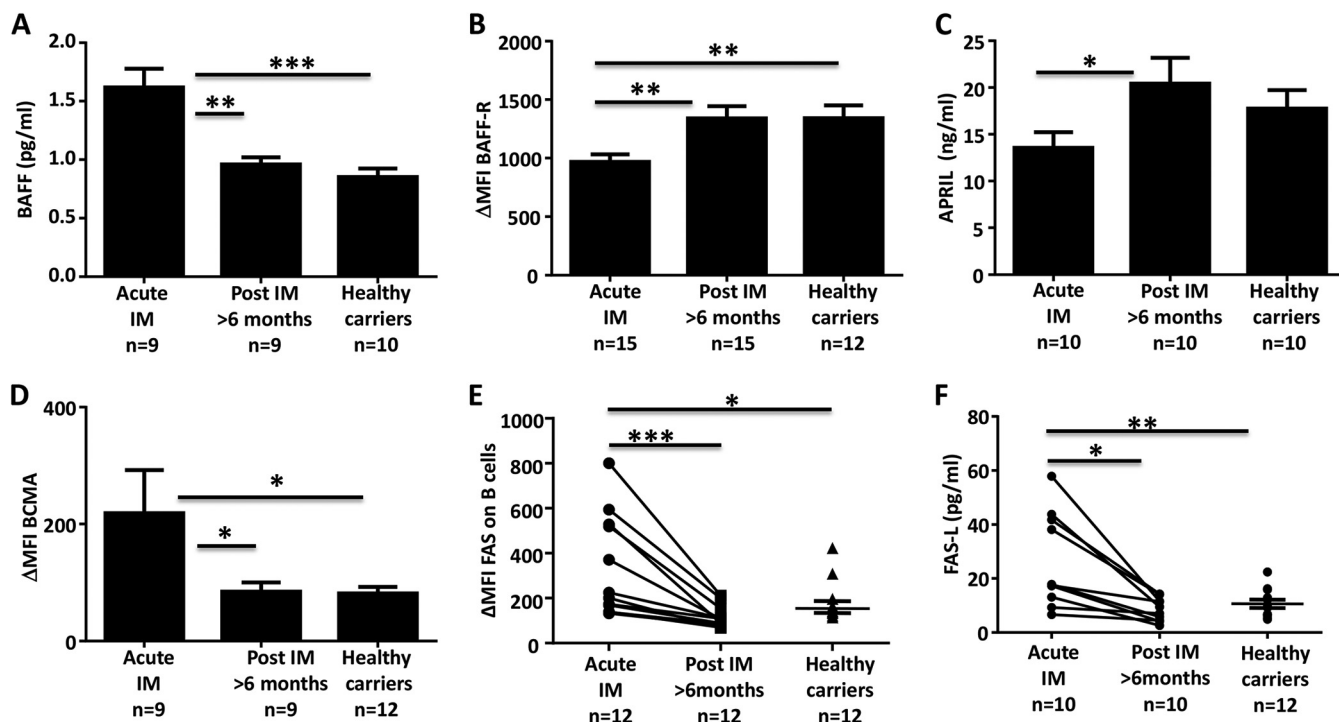 A
BAFF (pg/ml)
2.0
1.5
1.0
0.5
0.0
***
**
Acute IM n=9
Post IM >6 months n=9
Healthy carriers n=10
B
ΔMFI BAFF-R
2000
1500
1000
500
0
**
**
Acute IM n=15
Post IM >6 months n=15
Healthy carriers n=12
C
APRIL (ng/ml)
25
20
15
10
5
0
*
Acute IM n=10
Post IM >6 months n=10
Healthy carriers n=10
D
ΔMFI BCMA
400
200
0
*
*
Acute IM n=9
Post IM >6 months n=9
Healthy carriers n=12
E
ΔMFI FAS on B cells
1000
800
600
400
200
0
*
***
Acute IM n=12
Post IM >6months n=12
Healthy carriers n=12
F
FAS-L (pg/ml)
80
60
40
20
0
**
*
Acute IM n=10
Post IM >6months n=10
Healthy carriers n=12